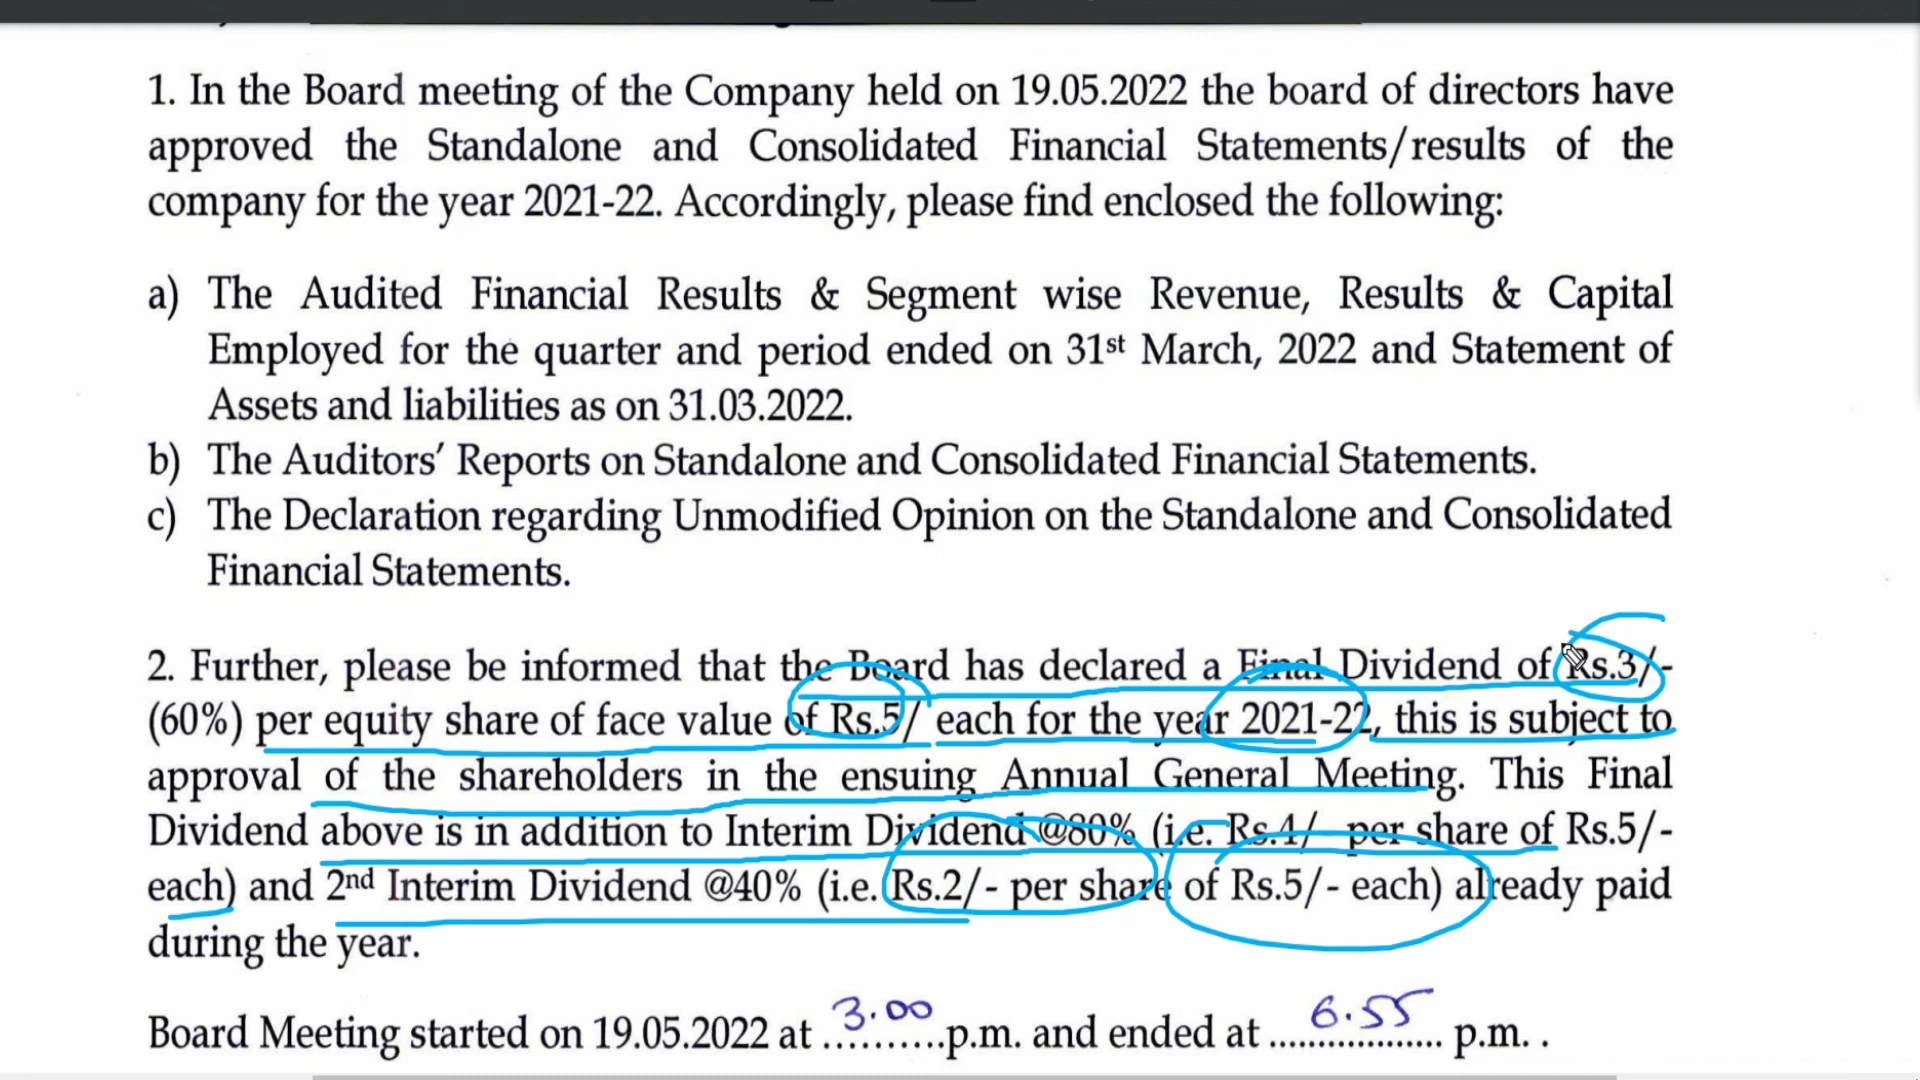 1. In the Board meeting of the Company held on 19.05.2022 the board of directors have
approved the Standalone and Consolidated Financial Statements/results of the
company for the year 2021-22. Accordingly, please find enclosed the following:
a) The Audited Financial Results & Segment wise Revenue, Results & Capital
Employed for the quarter and period ended on 31st March, 2022 and Statement of
Assets and liabilities as on 31.03.2022.
b) The Auditors' Reports on Standalone and Consolidated Financial Statements.
c) The Declaration regarding Unmodified Opinion on the Standalone and Consolidated
Financial Statements.
2. Further, please be informed that the Board has declared a Final Dividend of Rs.3/-
(60%) per equity share of face value of Rs.5/ each for the year 2021-22, this is subject to
approval of the shareholders in the ensuing Annual General Meeting. This Final
Dividend above is in addition to Interim Dividend @80% (i.e. Rs.4/ per share of Rs.5/-
each) and 2nd Interim Dividend @40% (i.e. Rs.2/- per share of Rs.5/- each) already paid
during the year.
Board Meeting started on 19.05.2022 at 3.00 p.m. and ended at 6.55 p.m. .